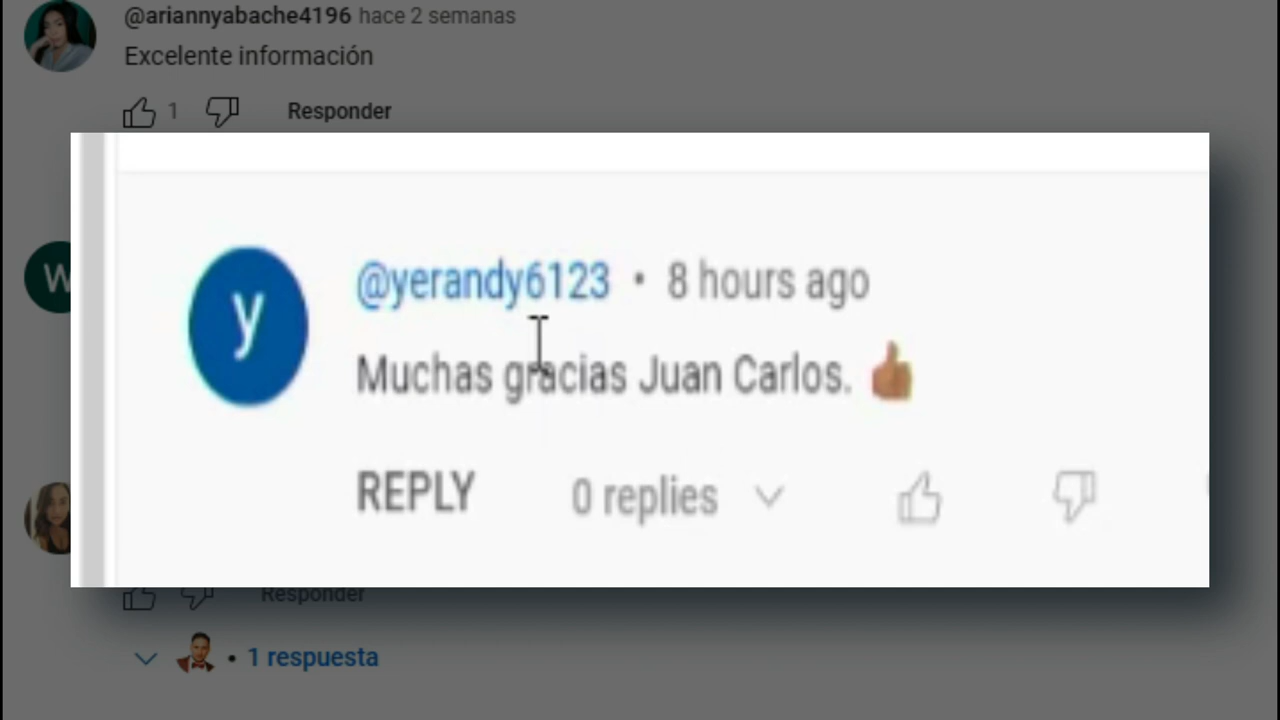 @ariannyabache4196 hace 2 semanas
Excelente información
1 Responder
@yerandy6123 • 8 hours ago
W
y
Muchas gracias Juan Carlos. 👍🏾
REPLY 0 replies
Responder
• 1 respuesta